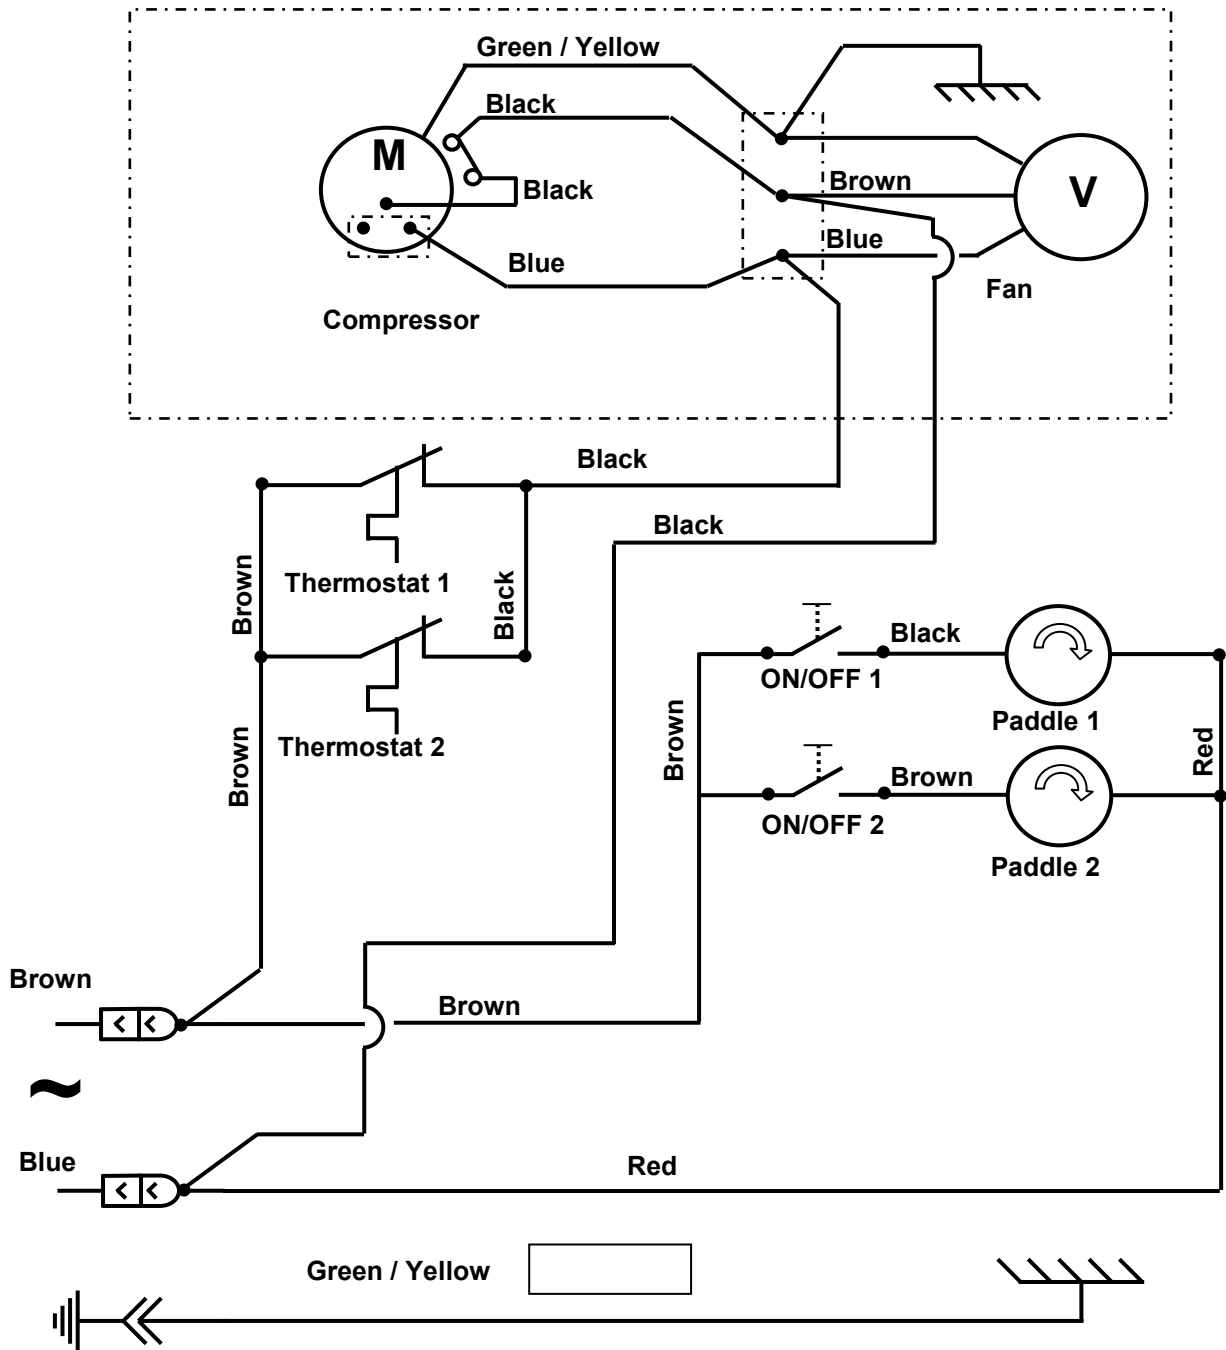 Green / Yellow
Black
M
Black
Brown
V
Blue
Blue
Fan
Compressor
Black
Black
Brown
Thermostat 1
Black
Black
ON/OFF 1
Paddle 1
Brown
Thermostat 2
Brown
Red
Brown
ON/OFF 2
Paddle 2
Brown
Brown
~
Blue
Red
Green / Yellow